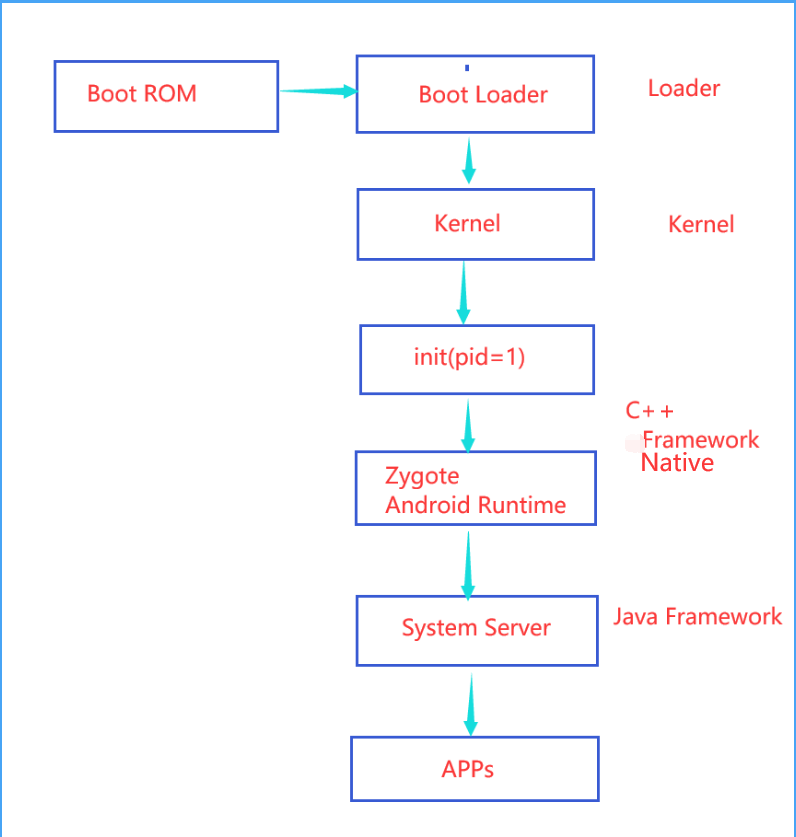 Boot ROM
Boot Loader
Loader
Kernel
Kernel
init(pid=1)
C++
Framework
Native
Zygote
Android Runtime
System Server
Java Framework
APPs